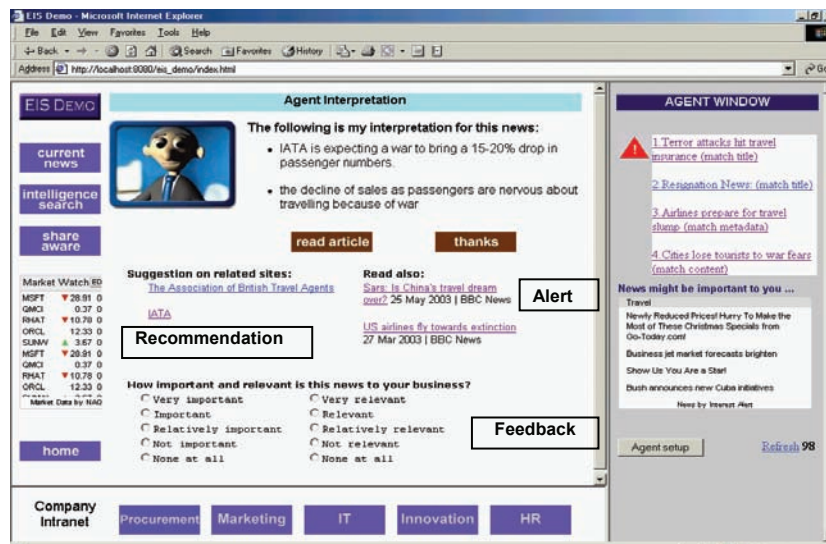 EIS Demo - Microsoft Internet Explorer
File Edit View Favorites Tools Help
Back Search Favorites History
Address http://localhost:8080/eis_demo/index.html
EIS DEMO
current
news
intelligence
search
share
aware
Market Watch
MSFT ▼ 28.91 0
QMCI 0.37 0
RHAT ▼ 10.78 0
ORCL 12.33 0
SUNW ▲ 3.67 0
MSFT ▼ 28.91 0
QMCI 0.37 0
RHAT ▼ 10.78 0
ORCL 12.33 0
Market Data by NAQ
home
Agent Interpretation
The following is my interpretation for this news:
• IATA is expecting a war to bring a 15-20% drop in
passenger numbers.
• the decline of sales as passengers are nervous about
travelling because of war
read article
thanks
Suggestion on related sites:
The Association of British Travel Agents
IATA
Recommendation
Read also:
Sars: Is China's travel dream
over? 25 May 2003 | BBC News
US airlines fly towards extinction
27 Mar 2003 | BBC News
Alert
How important and relevant is this news to your business?
Very important Very relevant
Important Relevant
Relatively important Relatively relevant
Not important Not relevant
None at all None at all
Feedback
AGENT WINDOW
1.Terror attacks hit travel
insurance (match title)
2 Resignation News: (match title)
3.Airlines prepare for travel
slump (match metadata)
4.Cities lose tourists to war fears
(match content)
News might be important to you ...
Travel
Newly Reduced Prices! Hurry To Make the
Most of These Christmas Specials from
Go-Today.com!
Business jet market forecasts brighten
Show Us You Are a Star!
Bush announces new Cuba initiatives
News by Interest Alert
Agent setup
Refresh 98
Company
Intranet
Procurement
Marketing
IT
Innovation
HR